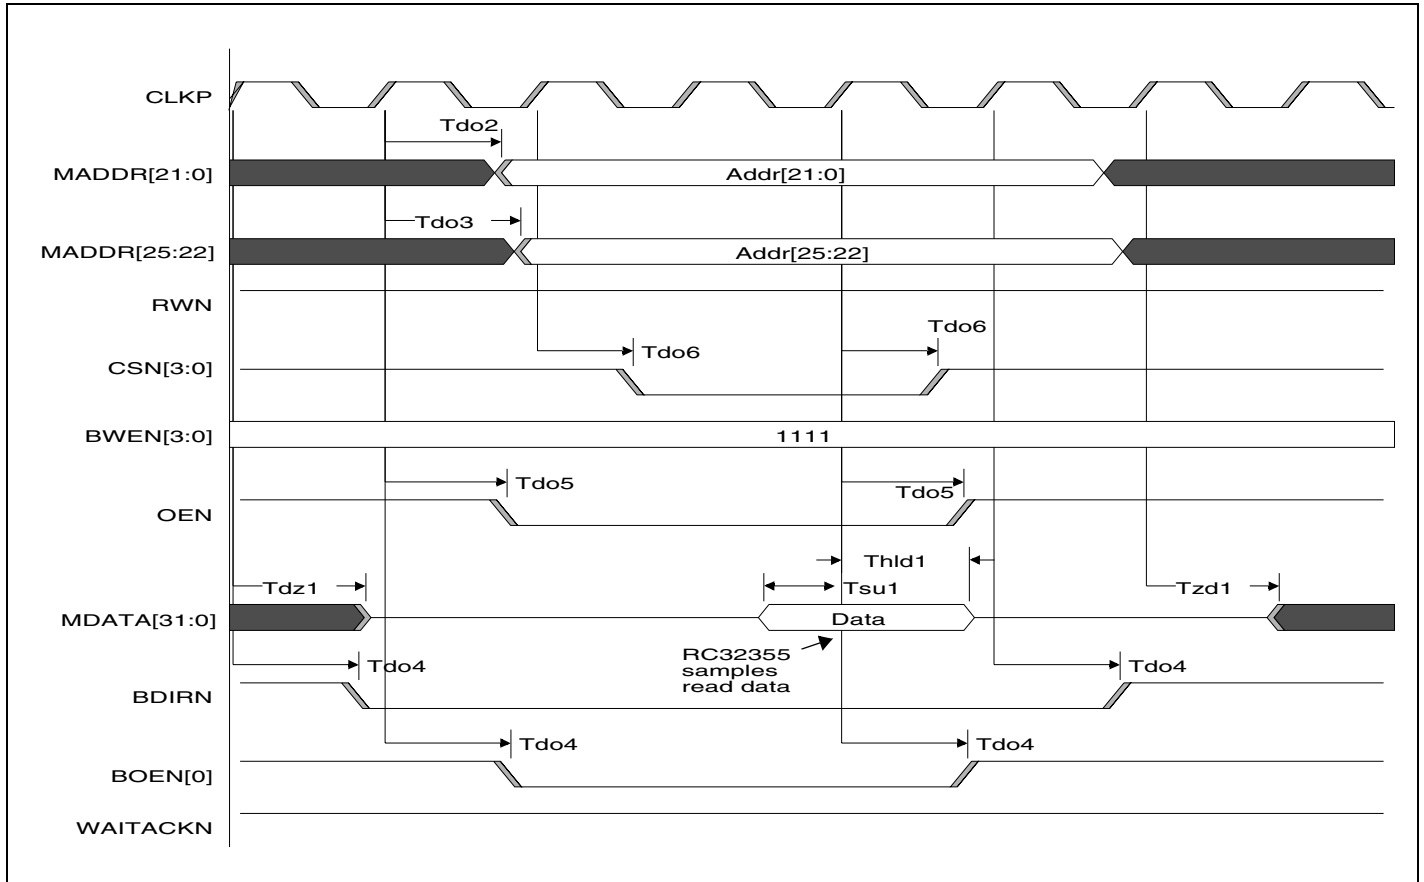 CLKP
Tdo2
MADDR[21:0]
Addr[21:0]
Tdo3
MADDR[25:22]
Addr[25:22]
RWN
Tdo6
Tdo6
CSN[3:0]
BWEN[3:0]
1111
Tdo5
Tdo5
OEN
Thld1
Tdz1
Tsu1
Tzd1
MDATA[31:0]
Data
RC32355
samples
read data
Tdo4
Tdo4
BDIRN
Tdo4
Tdo4
BOEN[0]
WAITACKN